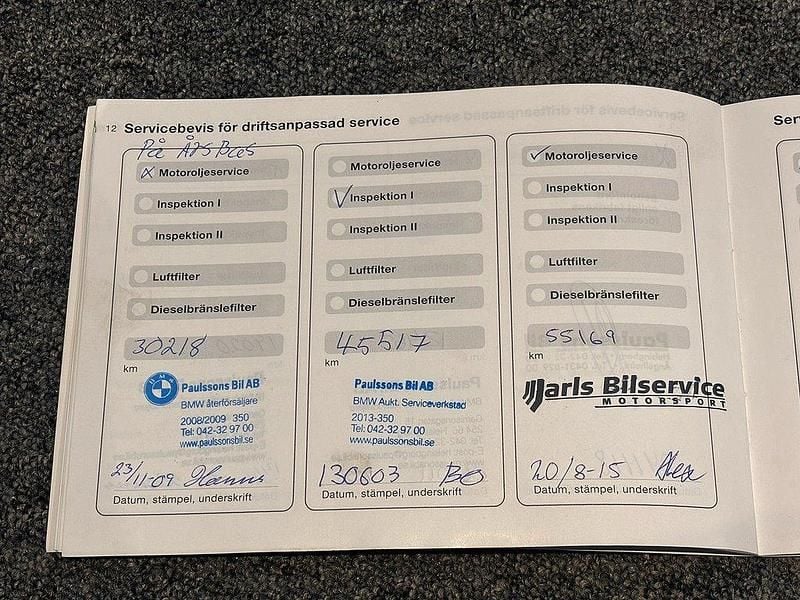 12 Servicebevis för driftsanpassad service
På ÅrsBas
x Motoroljeservice
Inspektion I
Inspektion II
Luftfilter
Dieselbränslefilter
30218
km
BMW
Paulssons Bil AB
BMW återförsäljare
2008/2009 350
Tel: 042-32 97 00
www.paulssonsbil.se
23/11-09
Datum, stämpel, underskrift
Motoroljeservice
✓ Inspektion I
Inspektion II
Luftfilter
Dieselbränslefilter
45517
km
Paulssons Bil AB
BMW Aukt. Serviceverkstad
2013-350
Tel: 042-32 97 00
www.paulssonsbil.se
130603 BO
Datum, stämpel, underskrift
✓ Motoroljeservice
Inspektion I
Inspektion II
Luftfilter
Dieselbränslefilter
55169
km
Jarls Bilservice
MOTORSPORT
20/8-15 Alex
Datum, stämpel, underskrift
Ser